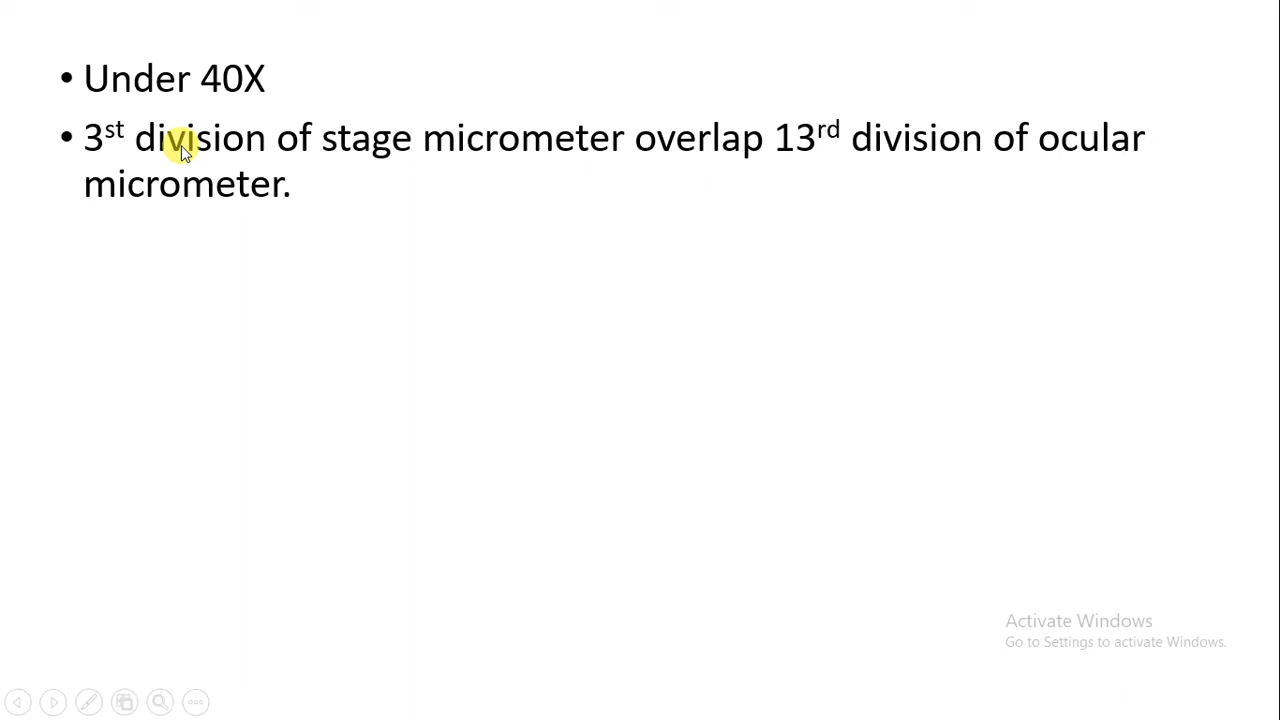 • Under 40X
• 3st division of stage micrometer overlap 13rd division of ocular
micrometer.
Activate Windows
Go to Settings to activate Windows.